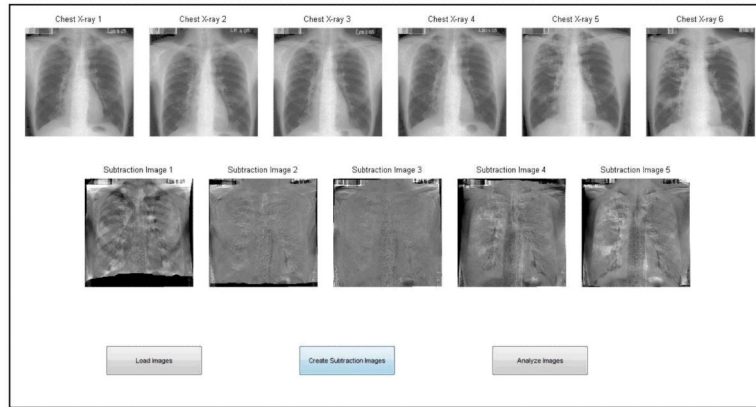 Chest X-ray 1 Chest X-ray 2 Chest X-ray 3 Chest X-ray 4 Chest X-ray 5 Chest X-ray 6
Subtraction Image 1 Subtraction Image 2 Subtraction Image 3 Subtraction Image 4 Subtraction Image 5
Load Images Create Subtraction Images Analyze Images